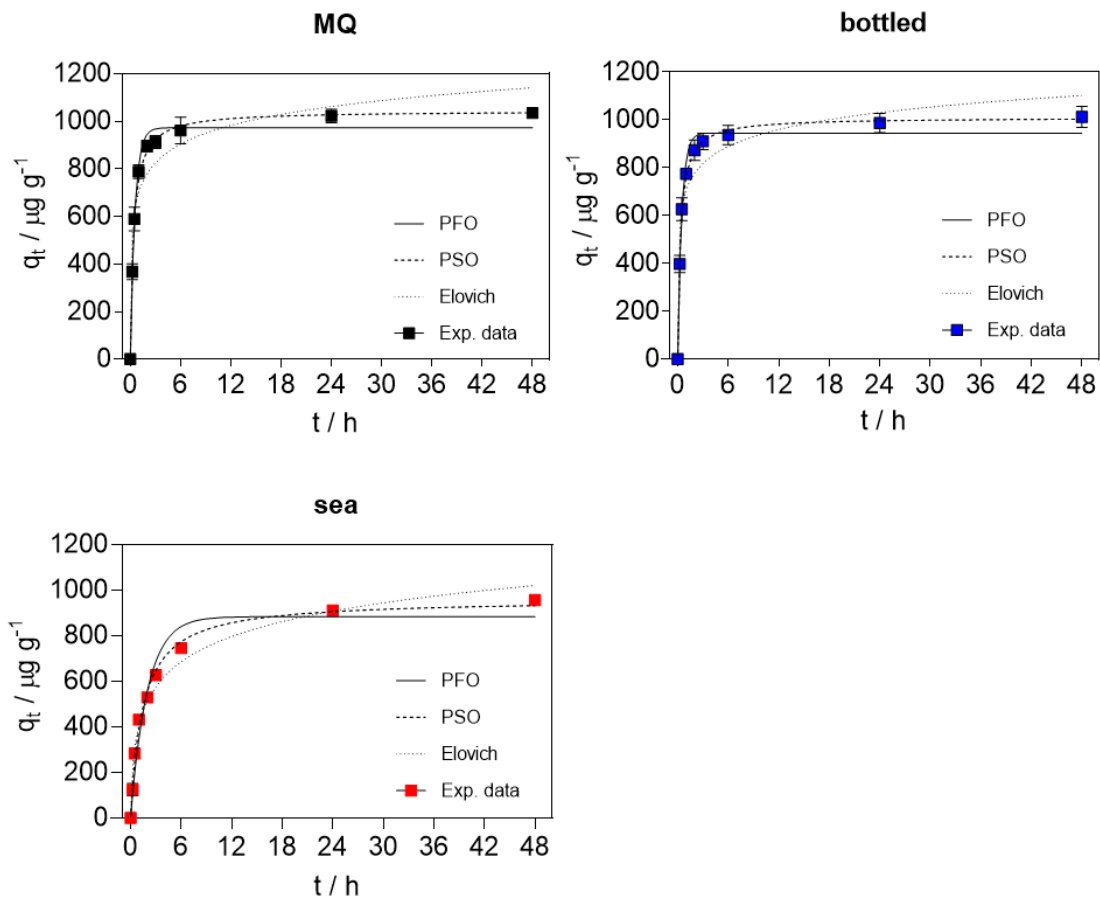 MQ
1200
1000
800
600
400
200
0
qₜ / µg g⁻¹
PFO
PSO
Elovich
Exp. data
0 6 12 18 24 30 36 42 48
t / h
bottled
1200
1000
800
600
400
200
0
qₜ / µg g⁻¹
PFO
PSO
Elovich
Exp. data
0 6 12 18 24 30 36 42 48
t / h
sea
1200
1000
800
600
400
200
0
qₜ / µg g⁻¹
PFO
PSO
Elovich
Exp. data
0 6 12 18 24 30 36 42 48
t / h